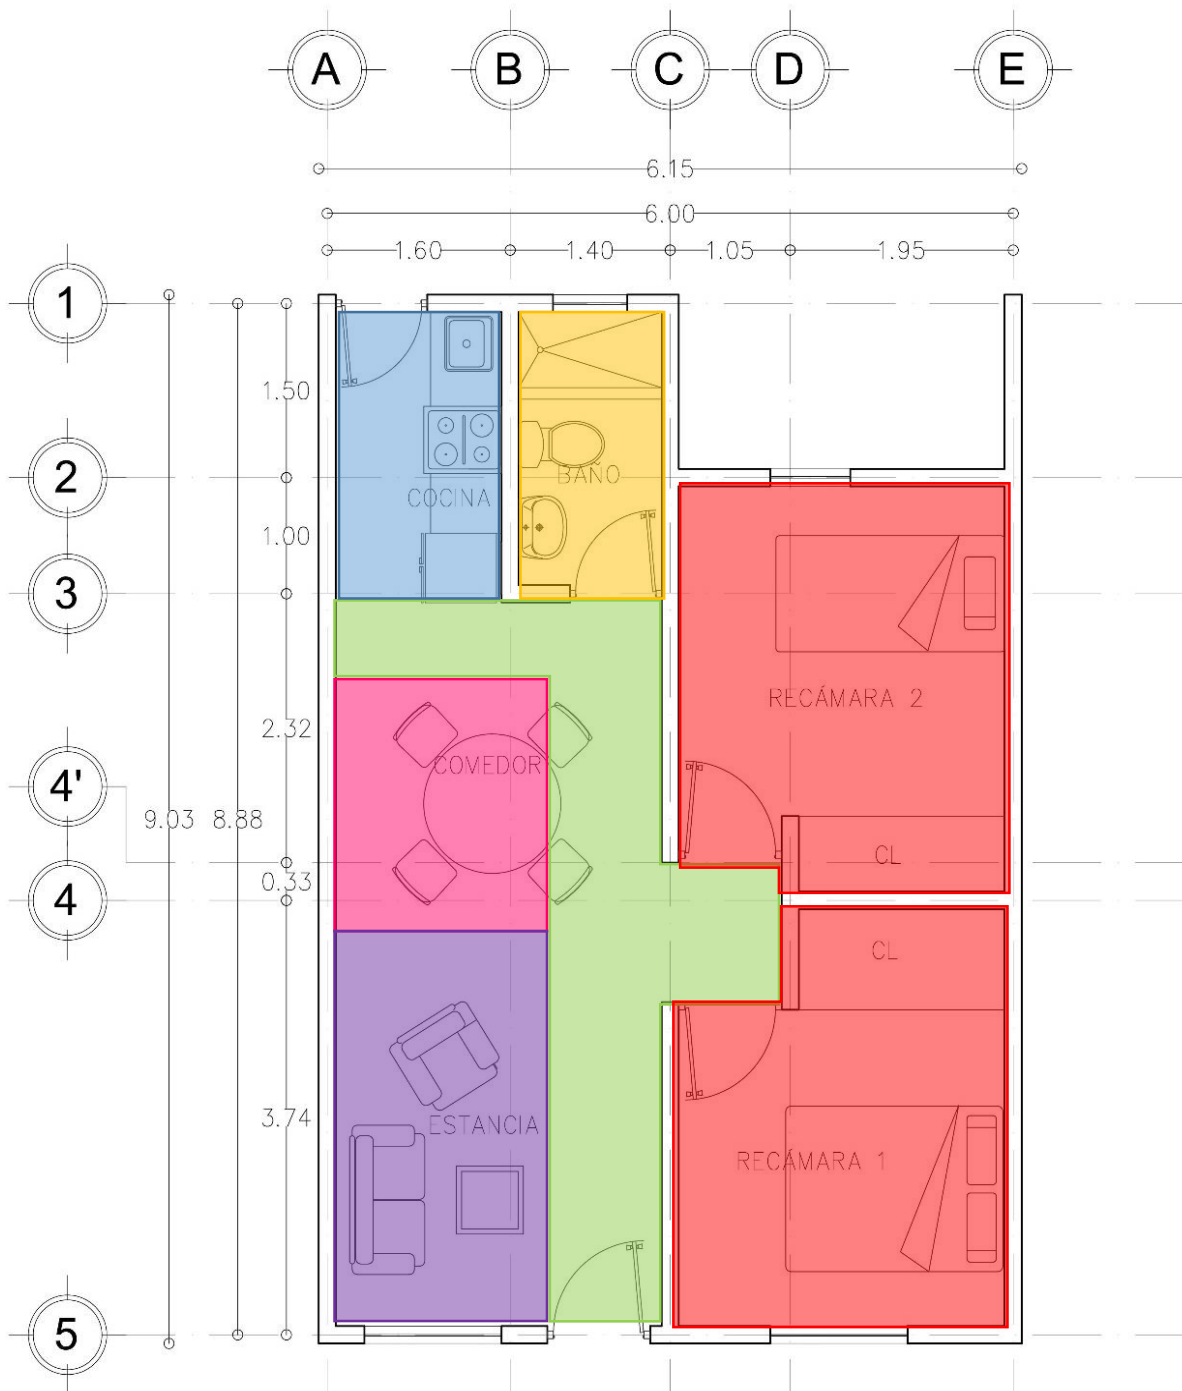 A B C D E
6.15
6.00
1.60 1.40 1.05 1.95
1
1.50
2
COCINA
BAÑO
1.00
3
RECÁMARA 2
2.32
COMEDOR
4'
9.03 8.88
CL
0.33
4
CL
3.74
ESTANCIA
RECÁMARA 1
5